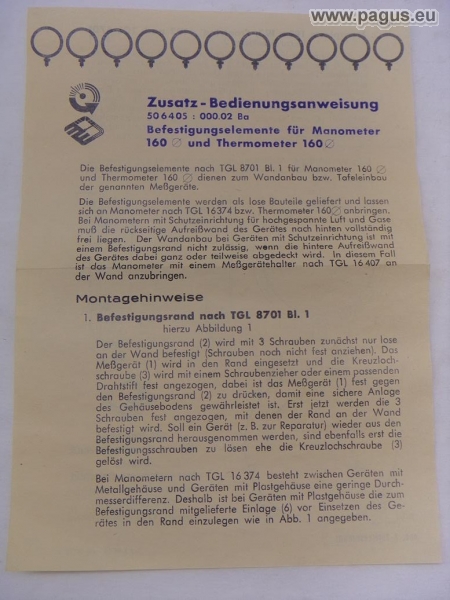 www.pagus.eu
Zusatz-Bedienungsanweisung
506405 : 000.02 Ba
Befestigungselemente für Manometer
160 ∅ und Thermometer 160 ∅
Die Befestigungselemente nach TGL 8701 Bl. 1 für Manometer 160 ∅
und Thermometer 160 ∅ dienen zum Wandanbau bzw. Tafeleinbau
der genannten Meßgeräte.
Die Befestigungselemente werden als lose Bauteile geliefert und lassen
sich an Manometer nach TGL 16374 bzw. Thermometer 160 ∅ anbringen.
Bei Manometern mit Schutzeinrichtung für hochgespannte Luft und Gase
muß die rückseitige Aufreißwand des Gerätes nach hinten vollständig
frei liegen. Der Wandanbau bei Geräten mit Schutzeinrichtung ist mit
einem Befestigungsrand nicht zulässig, wenn die hintere Aufreißwand
des Gerätes dabei ganz oder teilweise abgedeckt wird. In diesem Fall
ist das Manometer mit einem Meßgerätehalter nach TGL 16 407 an
der Wand anzubringen.
Montagehinweise
1. Befestigungsrand nach TGL 8701 Bl. 1
hierzu Abbildung 1
Der Befestigungsrand (2) wird mit 3 Schrauben zunächst nur lose
an der Wand befestigt (Schrauben noch nicht fest anziehen). Das
Meßgerät (1) wird in den Rand eingesetzt und die Kreuzloch-
schraube (3) wird mit einem Schraubenzieher oder einem passenden
Drahtstift fest angezogen, dabei ist das Meßgerät (1) fest gegen
den Befestigungsrand (2) zu drücken, damit eine sichere Anlage
des Gehäusebodens gewährleistet ist. Erst jetzt werden die 3
Schrauben fest angezogen, mit denen der Rand an der Wand
befestigt wird. Soll ein Gerät (z. B. zur Reparatur) wieder aus den
Befestigungsrand herausgenommen werden, sind ebenfalls erst die
Befestigungsschrauben zu lösen ehe die Kreuzlochschraube (3)
gelöst wird.
Bei Manometern nach TGL 16 374 besteht zwischen Geräten mit
Metallgehäuse und Geräten mit Plastgehäuse eine geringe Durch-
messerdifferenz. Deshalb ist bei Geräten mit Plastgehäuse die zum
Befestigungsrand mitgelieferte Einlage (6) vor Einsetzen des Ge-
rätes in den Rand einzulegen wie in Abb. 1 angegeben.